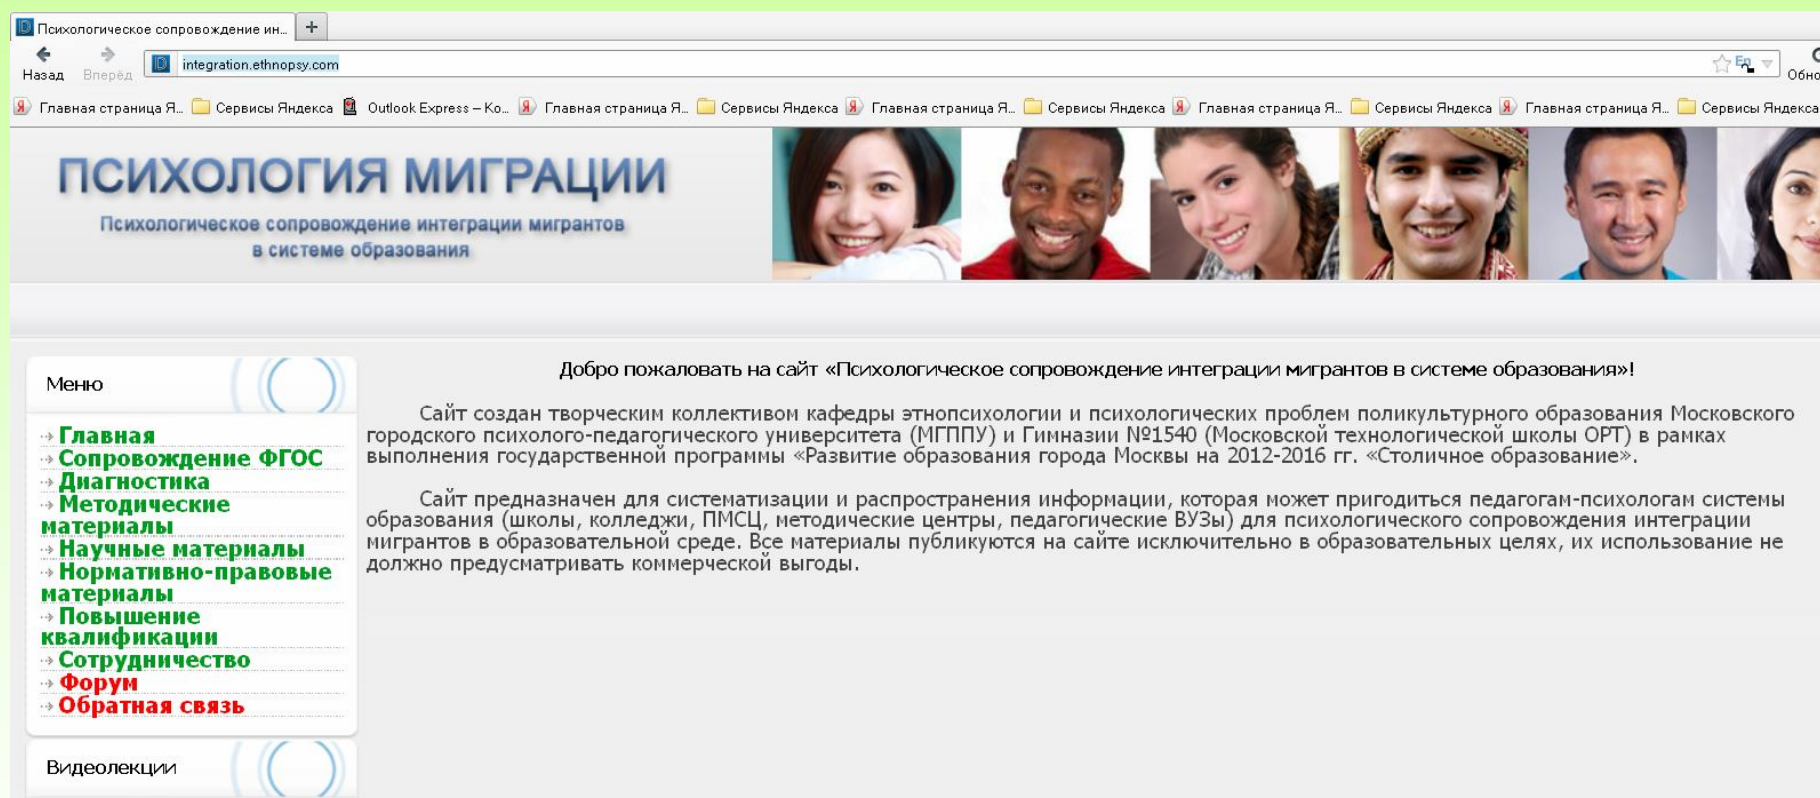 Психологическое сопровождение ин...
Назад Вперёд integration.ethnopsy.com Обно
Главная страница Я... Сервисы Яндекса Outlook Express – Ко... Главная страница Я... Сервисы Яндекса Главная страница Я... Сервисы Яндекса Главная страница Я... Сервисы Яндекса Главная страница Я... Сервисы Яндекса
ПСИХОЛОГИЯ МИГРАЦИИ
Психологическое сопровождение интеграции мигрантов
в системе образования
Меню
Главная
Сопровождение ФГОС
Диагностика
Методические
материалы
Научные материалы
Нормативно-правовые
материалы
Повышение
квалификации
Сотрудничество
Форум
Обратная связь
Видеолекции
Добро пожаловать на сайт «Психологическое сопровождение интеграции мигрантов в системе образования»!
Сайт создан творческим коллективом кафедры этнопсихологии и психологических проблем поликультурного образования Московского
городского психолого-педагогического университета (МГППУ) и Гимназии №1540 (Московской технологической школы ОРТ) в рамках
выполнения государственной программы «Развитие образования города Москвы на 2012-2016 гг. «Столичное образование».
Сайт предназначен для систематизации и распространения информации, которая может пригодиться педагогам-психологам системы
образования (школы, колледжи, ПМСЦ, методические центры, педагогические ВУЗы) для психологического сопровождения интеграции
мигрантов в образовательной среде. Все материалы публикуются на сайте исключительно в образовательных целях, их использование не
должно предусматривать коммерческой выгоды.